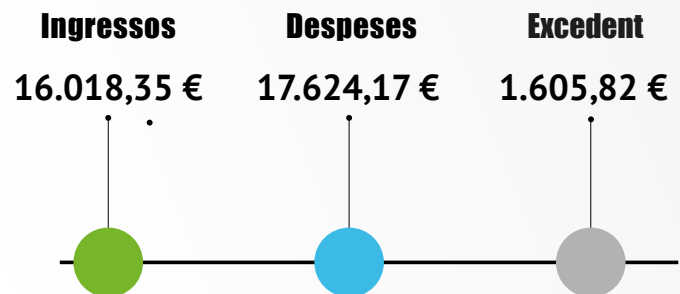 Ingressos Despeses Excedent
16.018,35 € 17.624,17 € 1.605,82 €